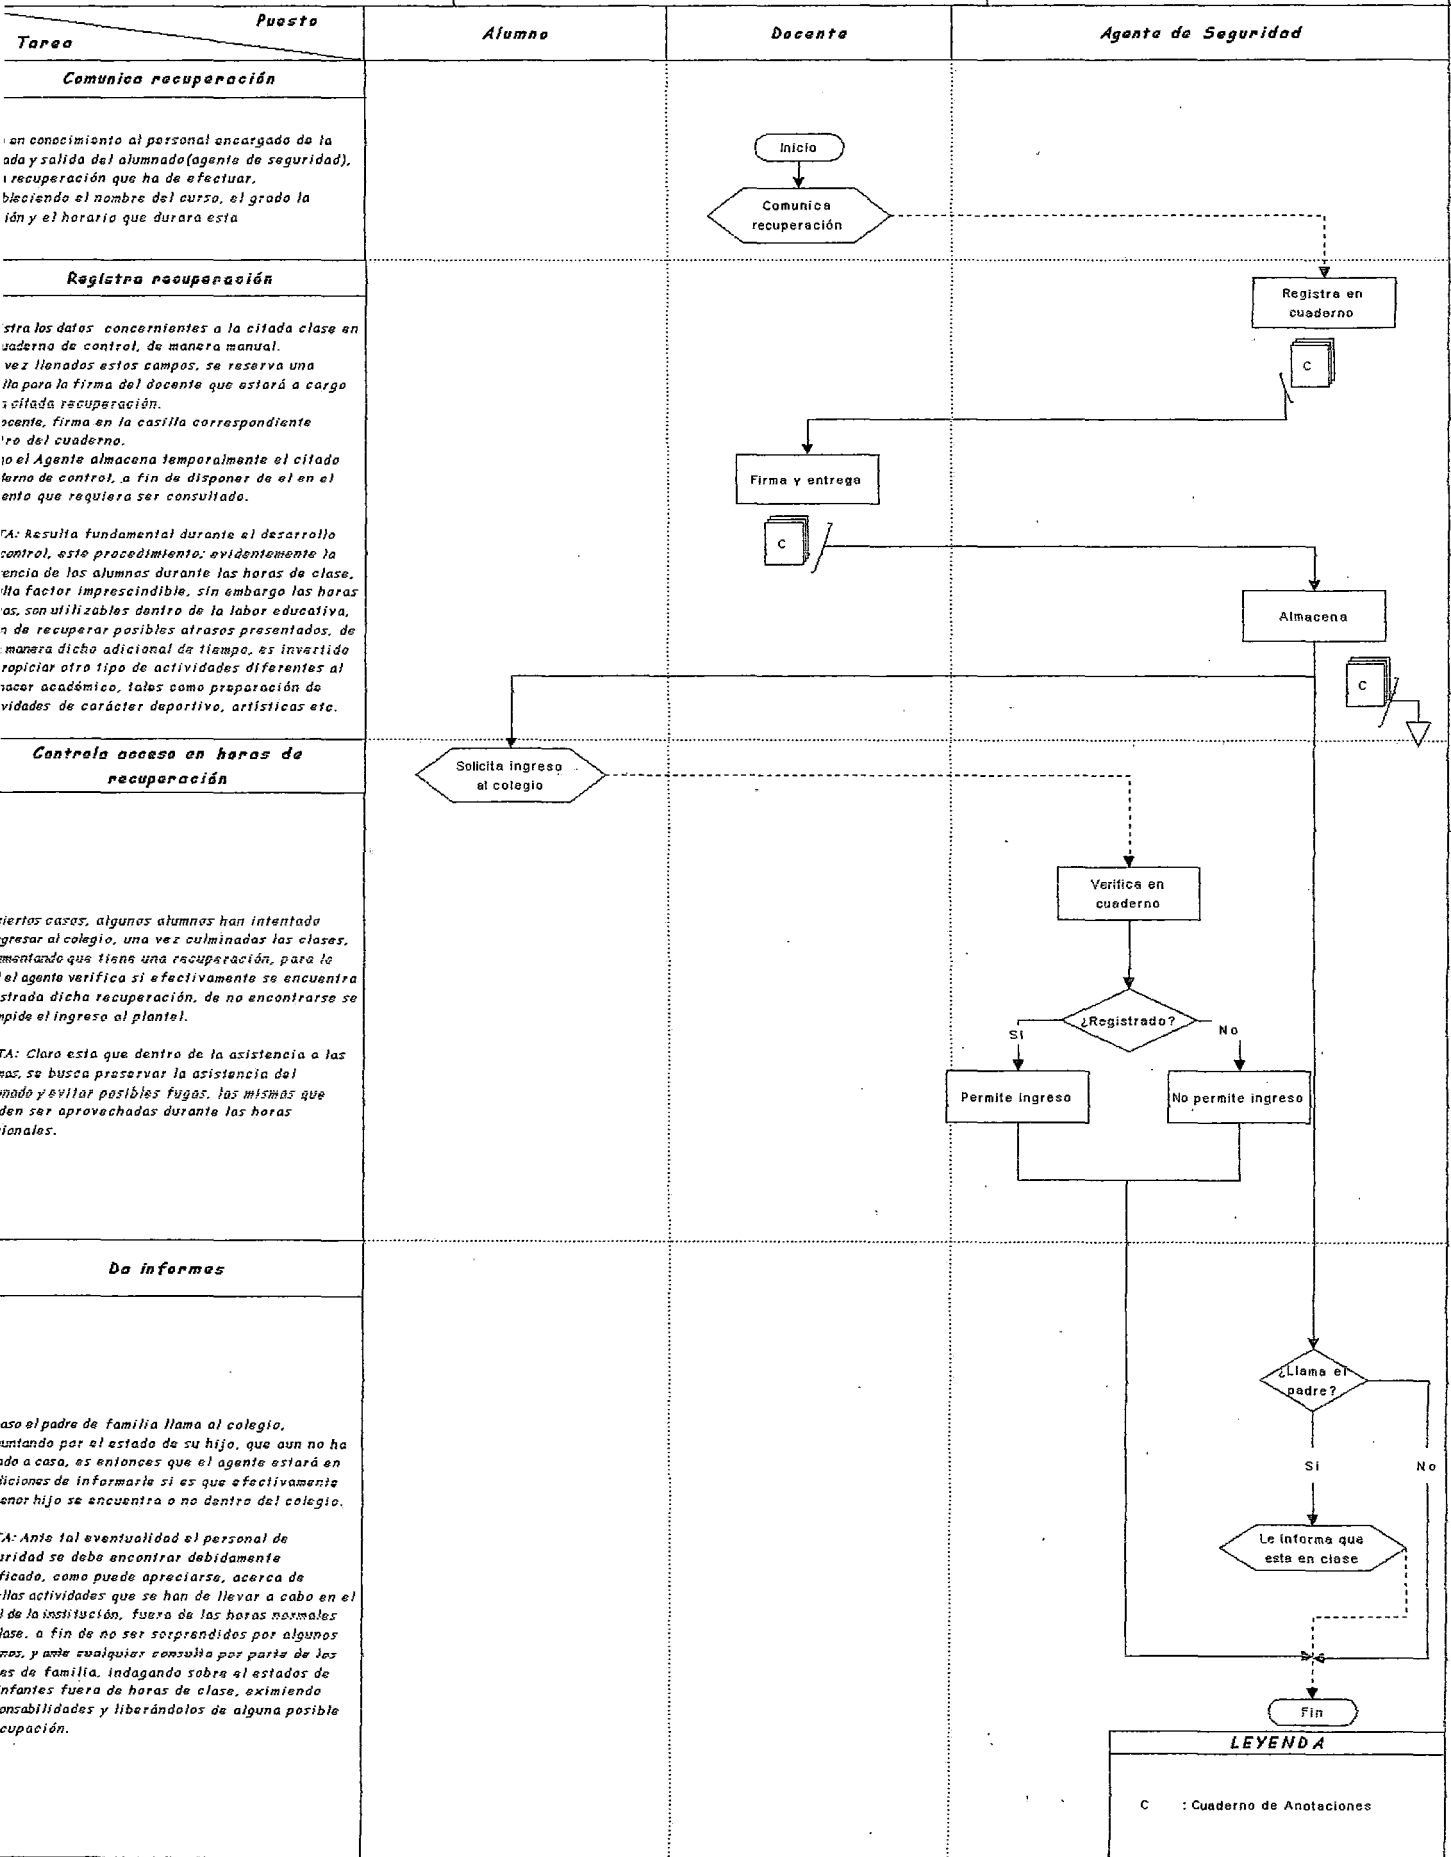 Puesto
Tarea
Alumno
Docente
Agente de Seguridad
Comunica recuperación
en conocimiento al personal encargado de la
ada y salida del alumnado(agente de seguridad),
recuperación que ha de efectuar,
bleciendo el nombre del curso, el grado la
ión y el horario que durara esta
Inicio
Comunica
recuperación
Registra recuperación
stra los datos concernientes a la citada clase en
uaderno de control, de manera manual.
vez llenados estos campos, se reserva una
lla para la firma del docente que estará a cargo
citada recuperación.
ocente, firma en la casilla correspondiente
ro del cuaderno.
o el Agente almacena temporalmente el citado
erno de control, a fin de disponer de el en el
ento que requiera ser consultado.
TA: Resulta fundamental durante el desarrollo
control, este procedimiento; evidentemente la
encia de los alumnos durante las horas de clase,
lta factor imprescindible, sin embargo las horas
as, son utilizables dentro de la labor educativa,
n de recuperar posibles atrasos presentados, de
manera dicho adicional de tiempo, es invertido
ropiciar otro tipo de actividades diferentes al
hacer académico, tales como preparación de
vidades de carácter deportivo, artísticas etc.
Registra en
cuaderno
C
Firma y entrega
C
Almacena
C
Controla acceso en horas de
recuperación
ciertos casos, algunos alumnos han intentado
gresar al colegio, una vez culminadas las clases,
mentando que tiene una recuperación, para lo
el agente verifica si efectivamente se encuentra
strada dicha recuperación, de no encontrarse se
mpide el ingreso al plantel.
TA: Claro esta que dentro de la asistencia a las
mas, se busca preservar la asistencia del
mnado y evitar posibles fugas, las mismas que
den ser aprovechadas durante las horas
ionales.
Solicita ingreso
al colegio
Verifica en
cuaderno
¿Registrado?
Si
No
Permite ingreso
No permite ingreso
Da informes
aso el padre de familia llama al colegio,
untando por el estado de su hijo, que aun no ha
ado a casa, es entonces que el agente estará en
diciones de informarle si es que efectivamente
enor hijo se encuentra o no dentro del colegio.
TA: Ante tal eventualidad el personal de
uridad se debe encontrar debidamente
ficado, como puede apreciarse, acerca de
llas actividades que se han de llevar a cabo en el
l de la institución, fuera de las horas normales
lase, a fin de no ser sorprendidos por algunos
nos, y ante cualquier consulta por parte de los
es de familia, indagando sobre el estados de
infantes fuera de horas de clase, eximiendo
onsabilidades y liberándolos de alguna posible
cupación.
¿Llama el
padre?
Si
No
Le informa que
esta en clase
Fin
LEYENDA
C : Cuaderno de Anotaciones